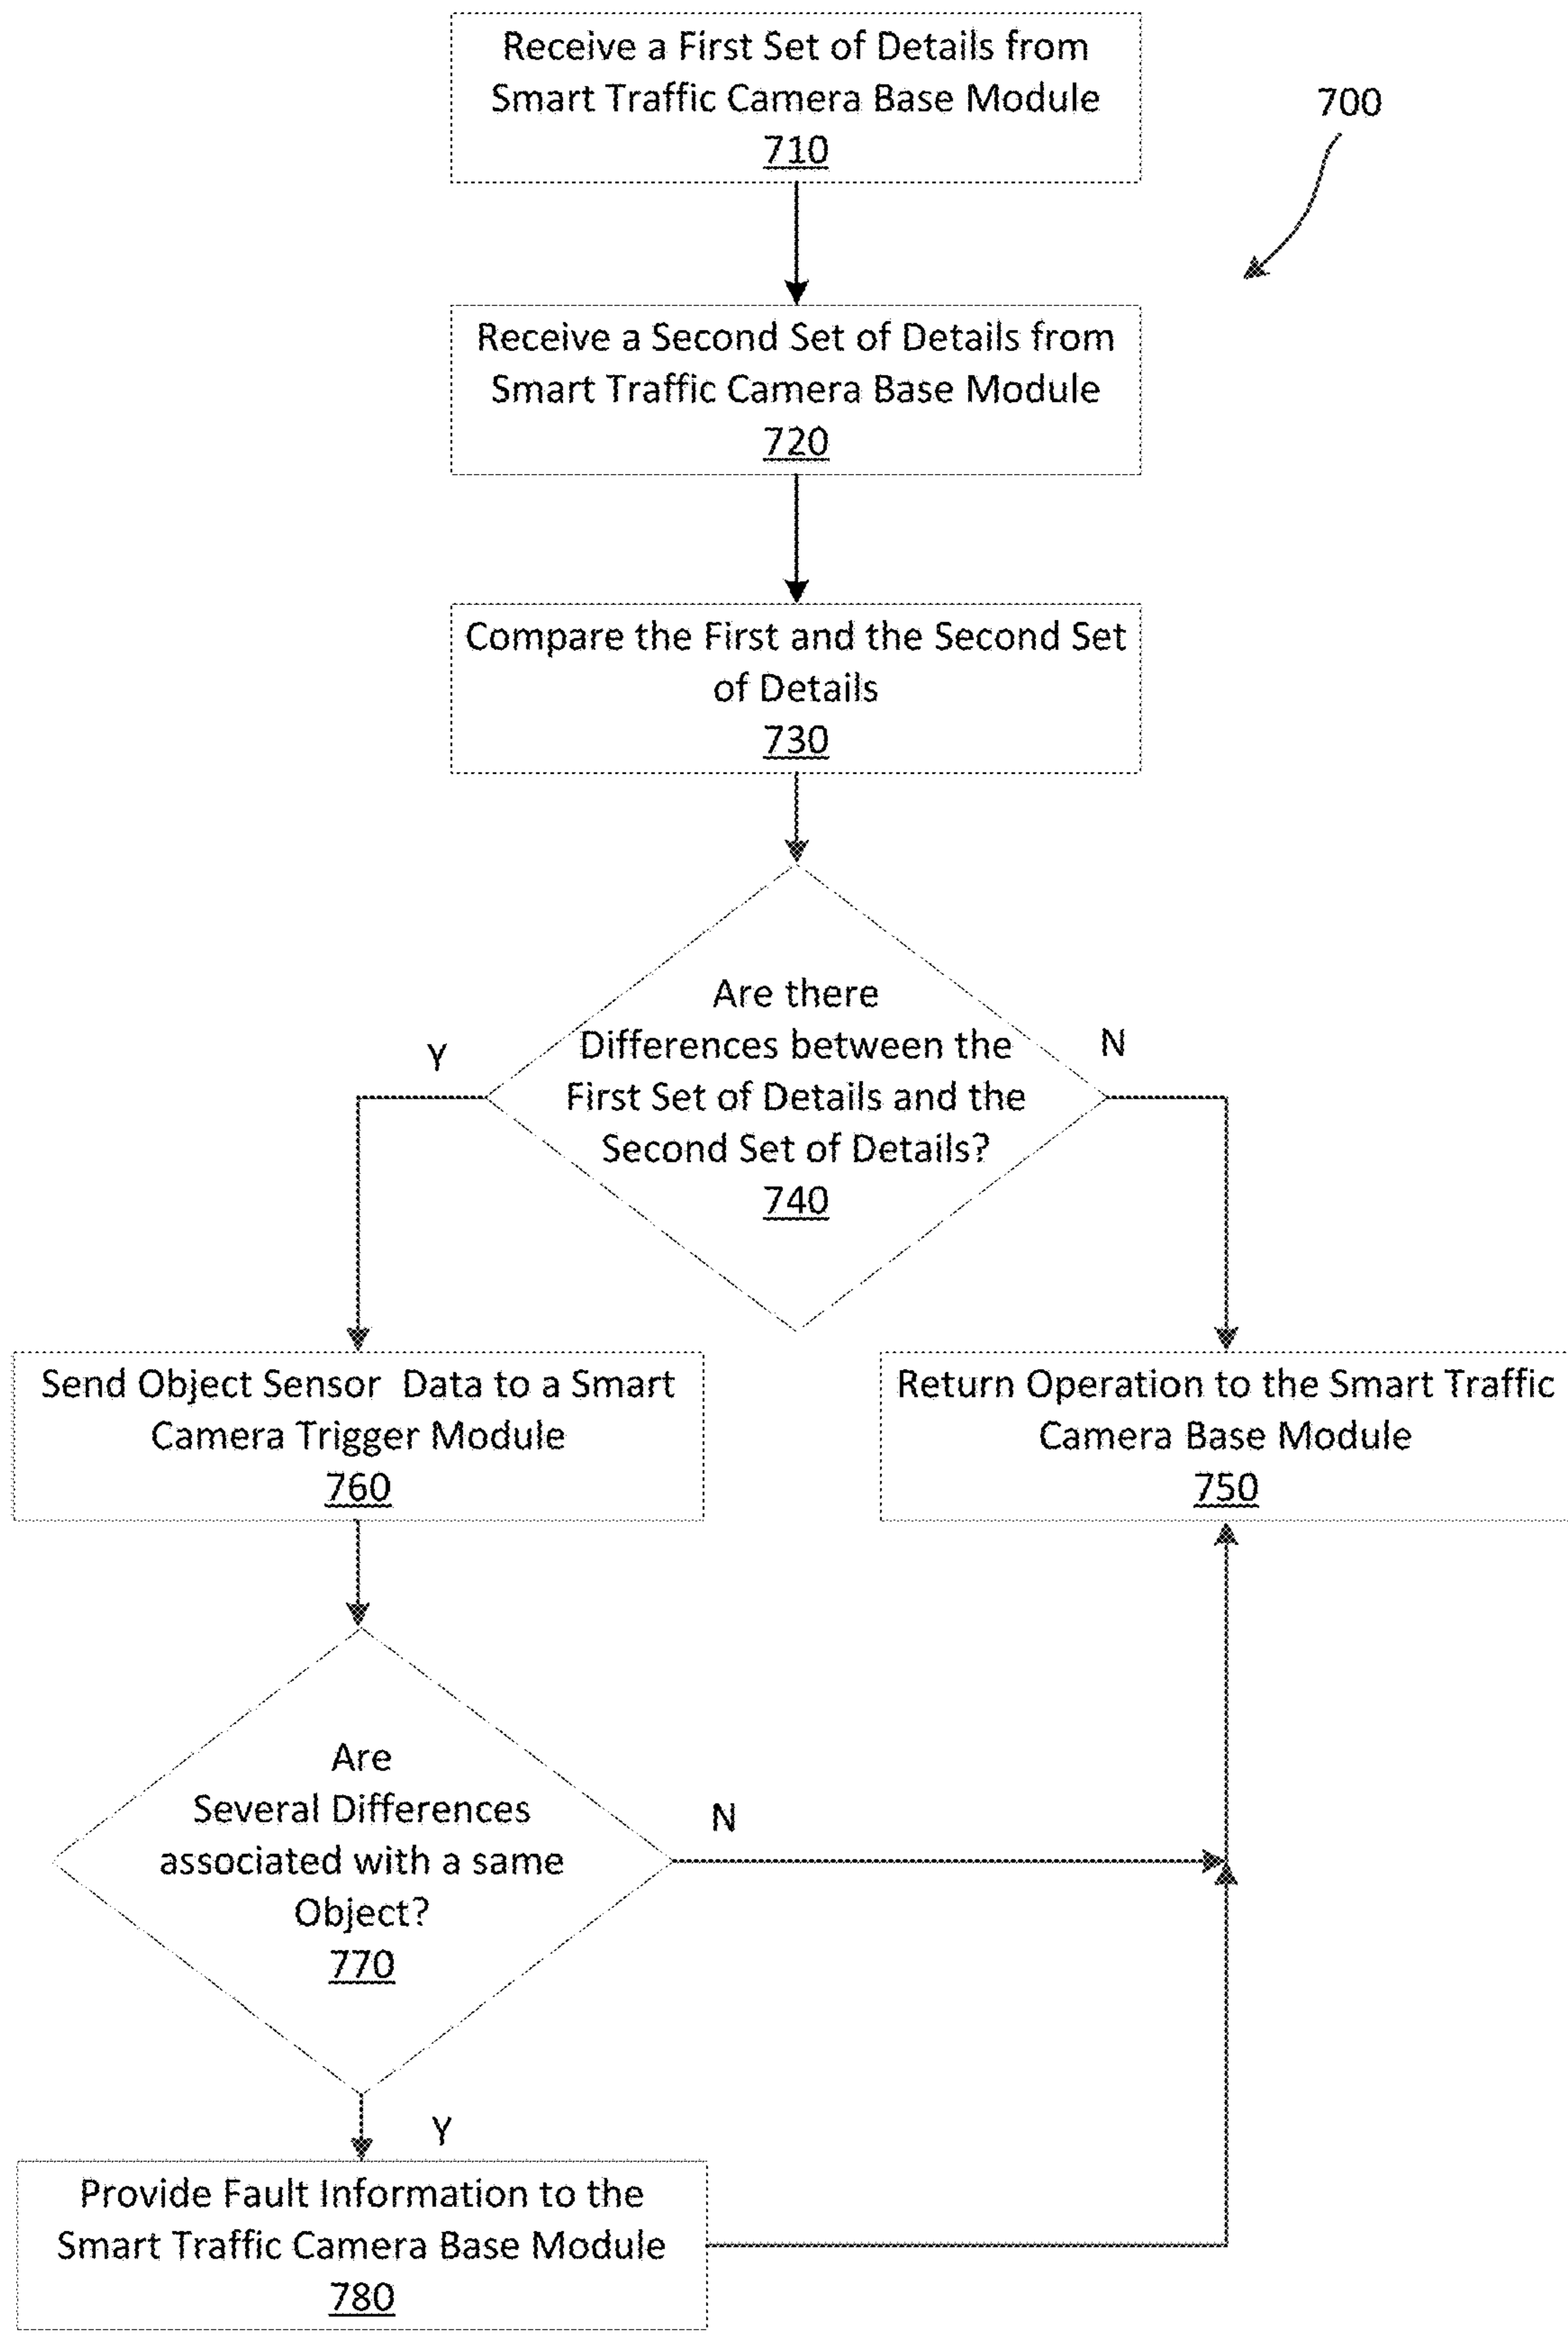 Receive a First Set of Details from
Smart Traffic Camera Base Module
710
700
Receive a Second Set of Details from
Smart Traffic Camera Base Module
720
Compare the First and the Second Set
of Details
730
Are there
Differences between the
First Set of Details and the
Second Set of Details?
740
Y
N
Send Object Sensor Data to a Smart
Camera Trigger Module
760
Return Operation to the Smart Traffic
Camera Base Module
750
Are
Several Differences
associated with a same
Object?
770
N
Y
Provide Fault Information to the
Smart Traffic Camera Base Module
780